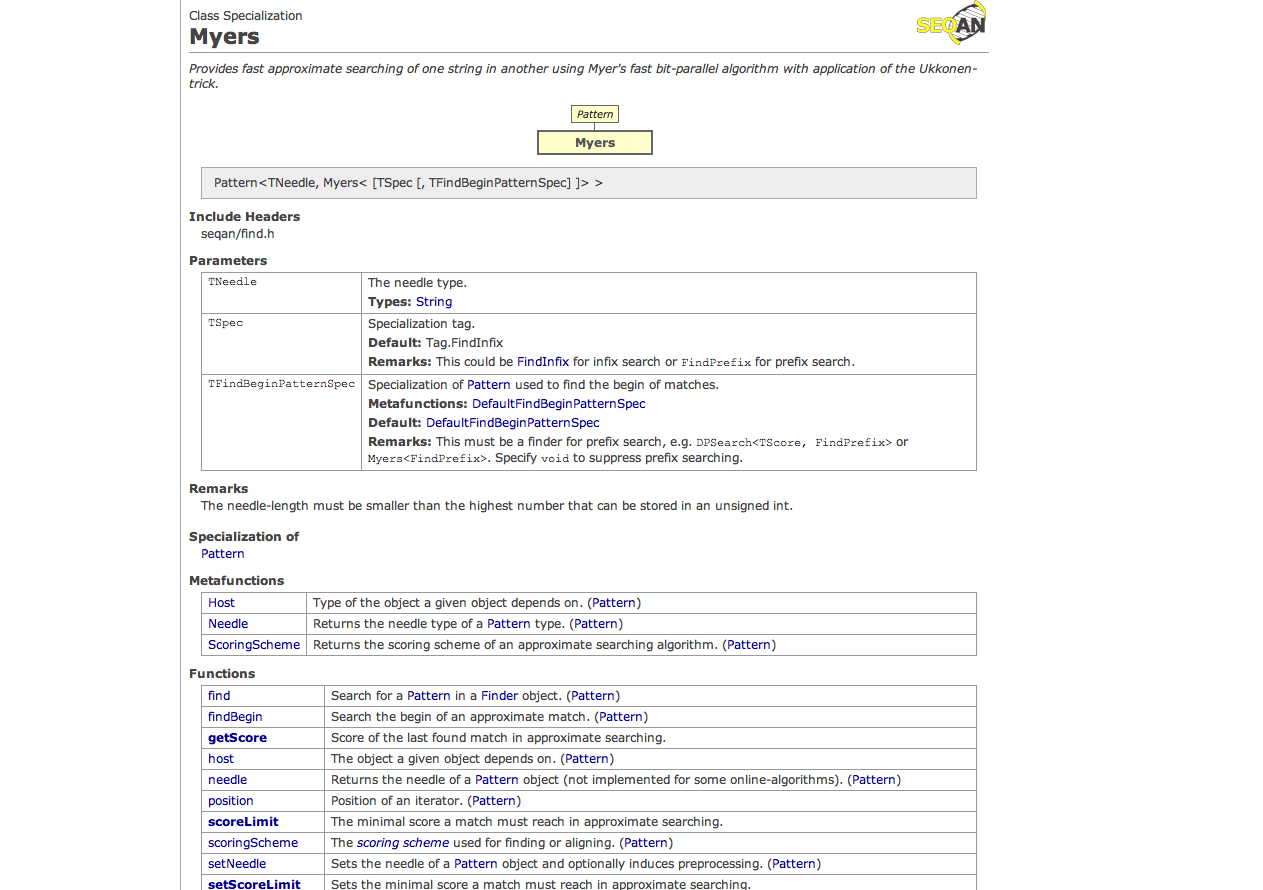 Class Specialization
SEQAN
Myers
Provides fast approximate searching of one string in another using Myer's fast bit-parallel algorithm with application of the Ukkonen-
trick.
Pattern
Myers
Pattern<TNeedle, Myers< [TSpec [, TFindBeginPatternSpec] ]> >
Include Headers
seqan/find.h
Parameters
TNeedle The needle type.
Types: String
TSpec Specialization tag.
Default: Tag.FindInfix
Remarks: This could be FindInfix for infix search or FindPrefix for prefix search.
TFindBeginPatternSpec Specialization of Pattern used to find the begin of matches.
Metafunctions: DefaultFindBeginPatternSpec
Default: DefaultFindBeginPatternSpec
Remarks: This must be a finder for prefix search, e.g. DPSearch<TScore, FindPrefix> or
Myers<FindPrefix>. Specify void to suppress prefix searching.
Remarks
The needle-length must be smaller than the highest number that can be stored in an unsigned int.
Specialization of
Pattern
Metafunctions
Host Type of the object a given object depends on. (Pattern)
Needle Returns the needle type of a Pattern type. (Pattern)
ScoringScheme Returns the scoring scheme of an approximate searching algorithm. (Pattern)
Functions
find Search for a Pattern in a Finder object. (Pattern)
findBegin Search the begin of an approximate match. (Pattern)
getScore Score of the last found match in approximate searching.
host The object a given object depends on. (Pattern)
needle Returns the needle of a Pattern object (not implemented for some online-algorithms). (Pattern)
position Position of an iterator. (Pattern)
scoreLimit The minimal score a match must reach in approximate searching.
scoringScheme The scoring scheme used for finding or aligning. (Pattern)
setNeedle Sets the needle of a Pattern object and optionally induces preprocessing. (Pattern)
setScoreLimit Sets the minimal score a match must reach in approximate searching.